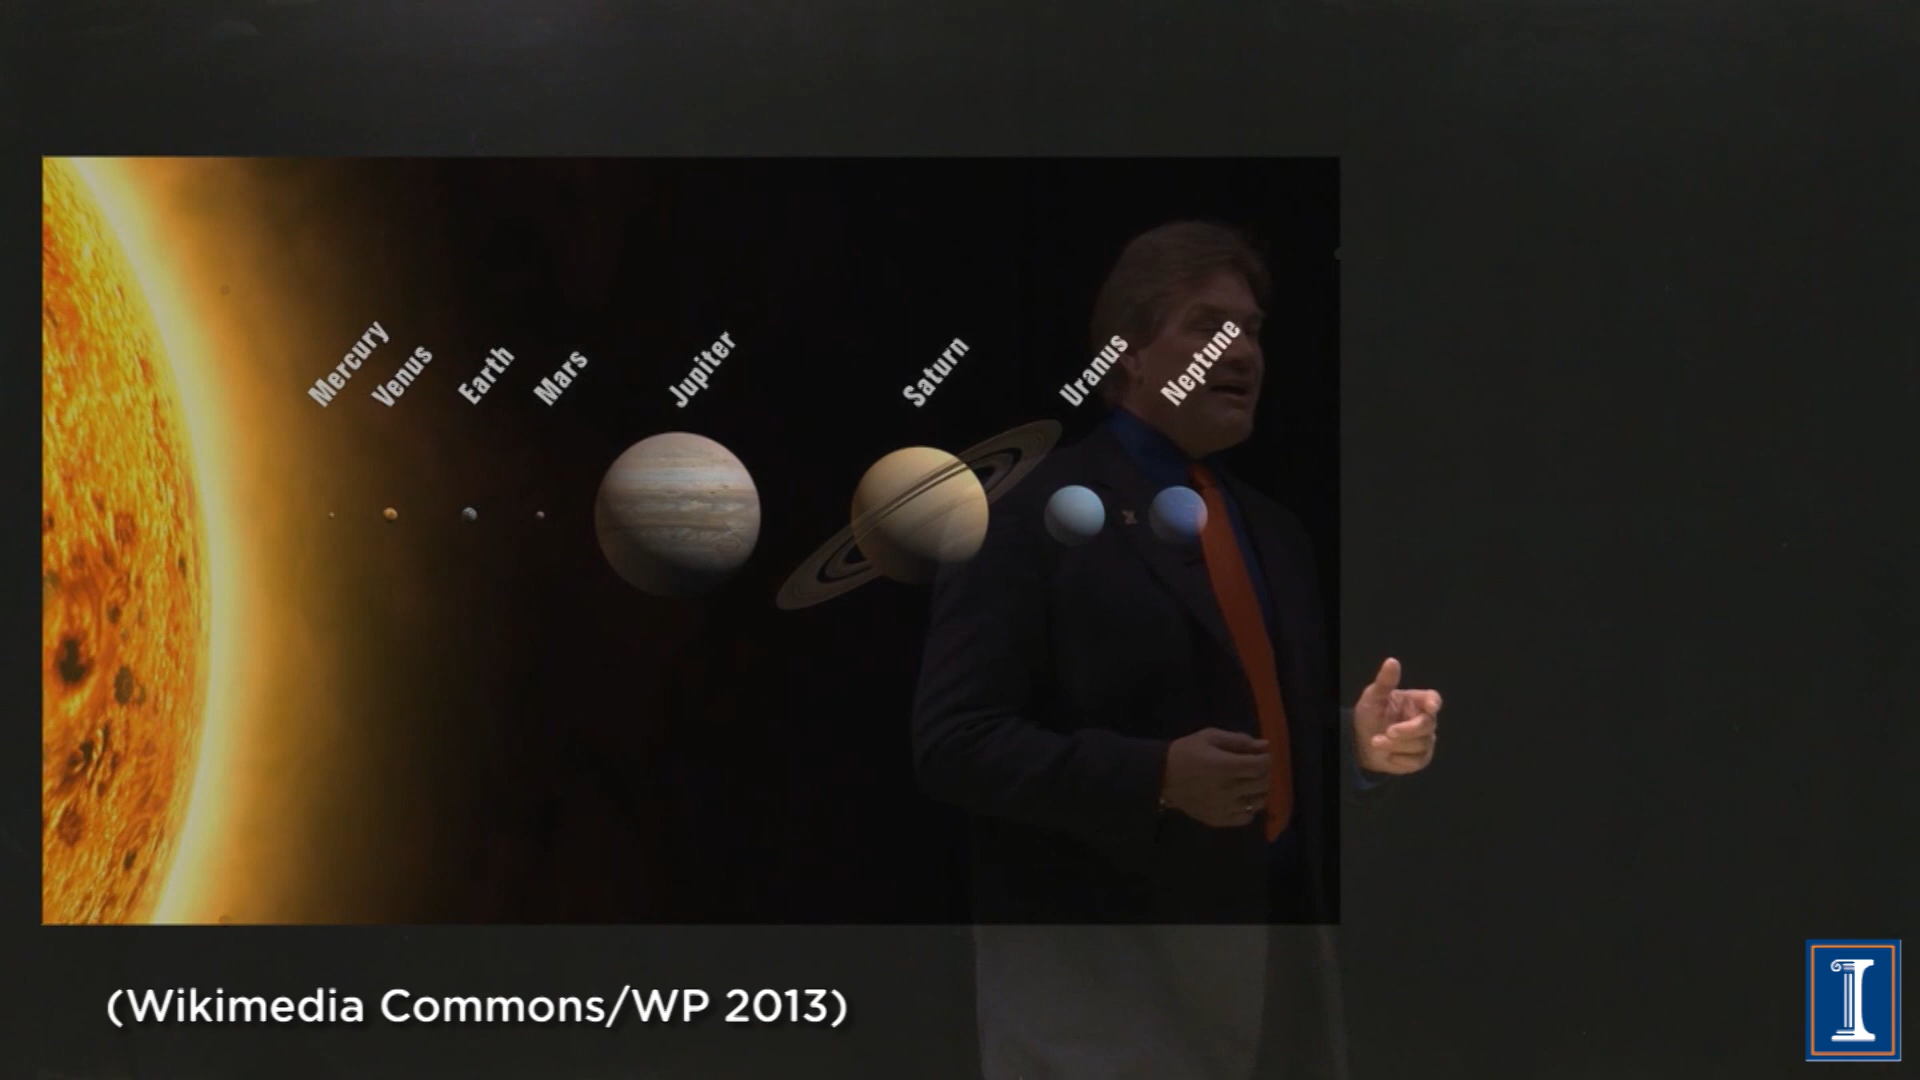 Mercury
Venus
Earth
Mars
Jupiter
Saturn
Uranus
Neptune
(Wikimedia Commons/WP 2013)
I